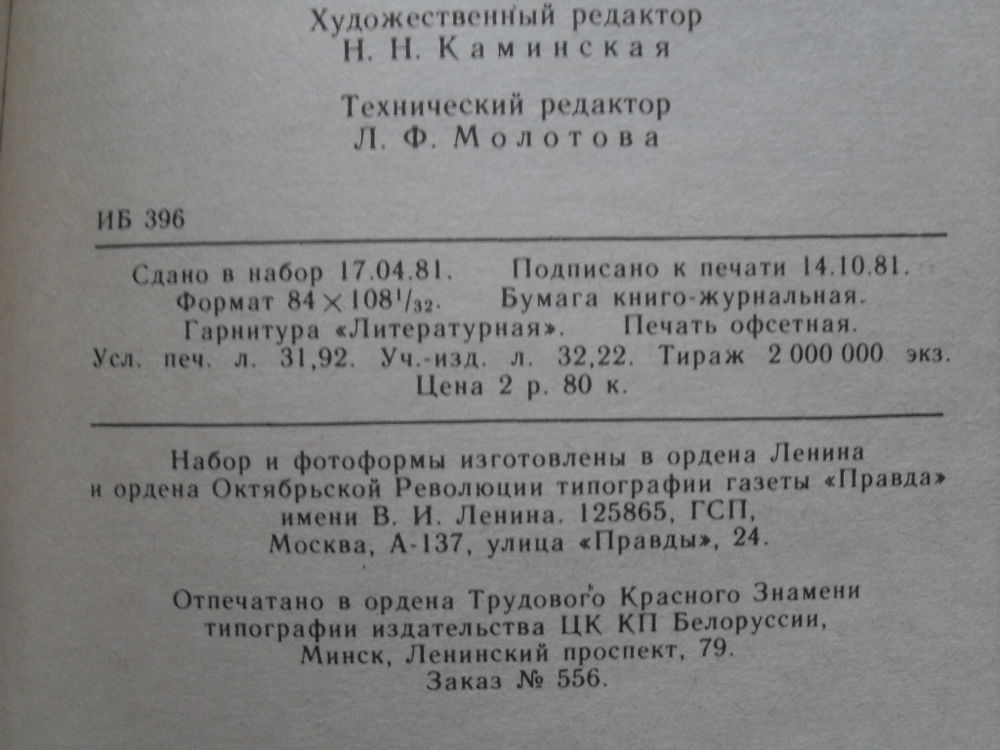 Художественный редактор
Н. Н. Каминская
Технический редактор
Л. Ф. Молотова
ИБ 396
Сдано в набор 17.04.81. Подписано к печати 14.10.81.
Формат 84×108¹/₃₂. Бумага книго-журнальная.
Гарнитура «Литературная». Печать офсетная.
Усл. печ. л. 31,92. Уч.-изд. л. 32,22. Тираж 2 000 000 экз.
Цена 2 р. 80 к.
Набор и фотоформы изготовлены в ордена Ленина
и ордена Октябрьской Революции типографии газеты «Правда»
имени В. И. Ленина. 125865, ГСП,
Москва, А-137, улица «Правды», 24.
Отпечатано в ордена Трудового Красного Знамени
типографии издательства ЦК КП Белоруссии,
Минск, Ленинский проспект, 79.
Заказ № 556.